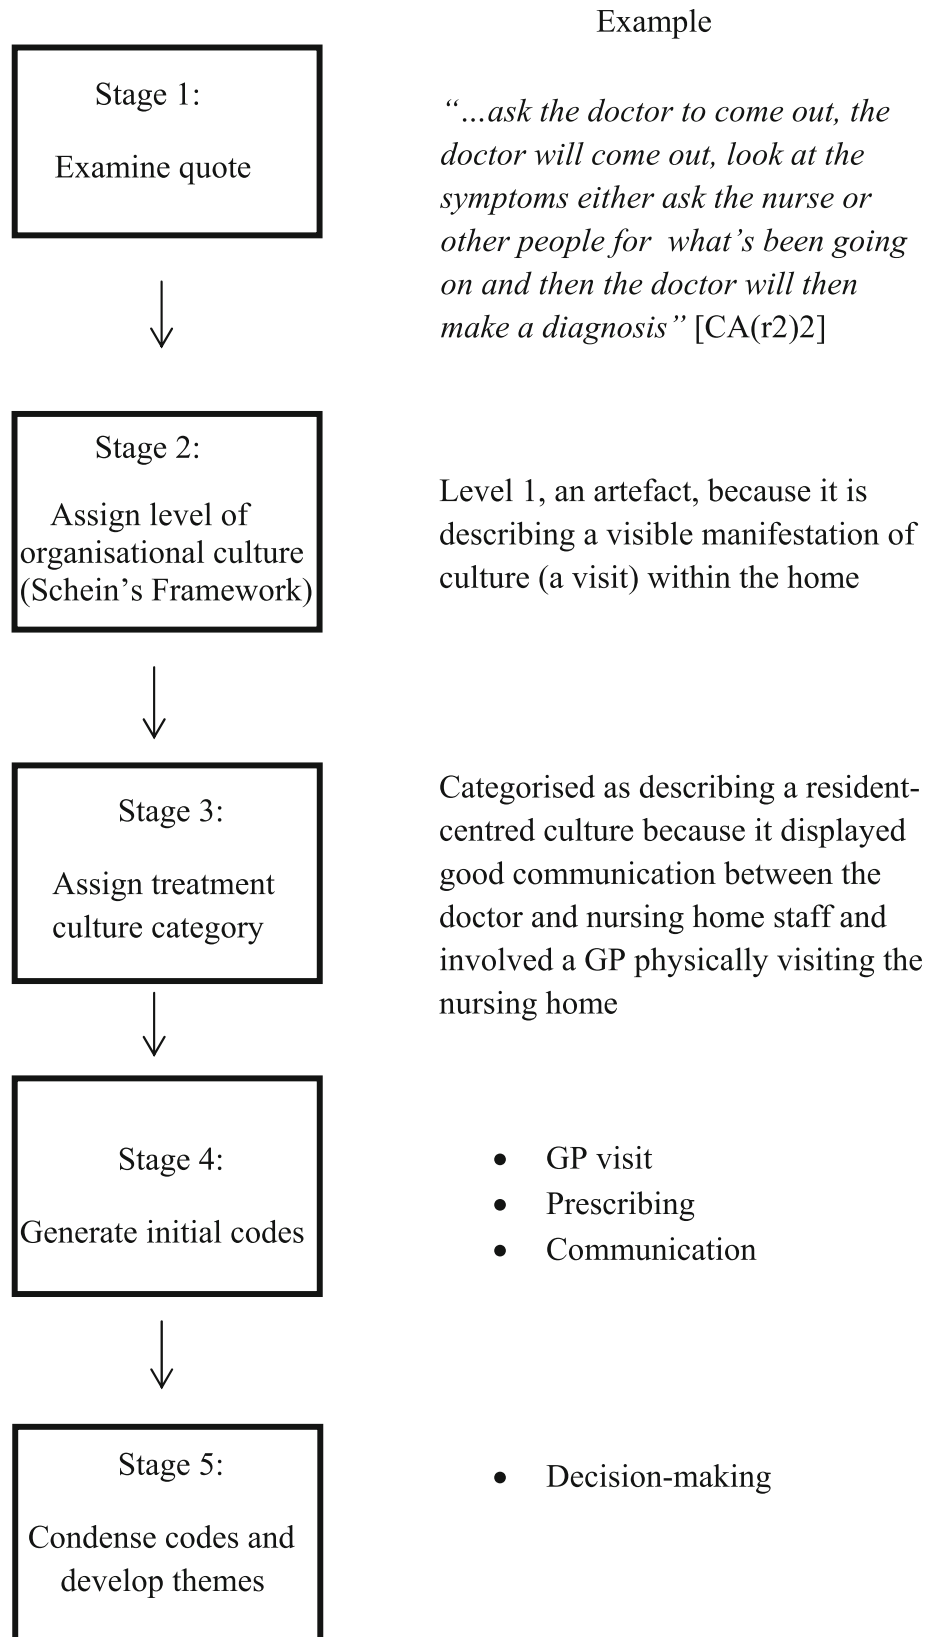 Example
Stage 1:
Examine quote
“…ask the doctor to come out, the
doctor will come out, look at the
symptoms either ask the nurse or
other people for what’s been going
on and then the doctor will then
make a diagnosis” [CA(r2)2]
Stage 2:
Assign level of
organisational culture
(Schein’s Framework)
Level 1, an artefact, because it is
describing a visible manifestation of
culture (a visit) within the home
Stage 3:
Assign treatment
culture category
Categorised as describing a resident-
centred culture because it displayed
good communication between the
doctor and nursing home staff and
involved a GP physically visiting the
nursing home
Stage 4:
Generate initial codes
• GP visit
• Prescribing
• Communication
Stage 5:
Condense codes and
develop themes
• Decision-making